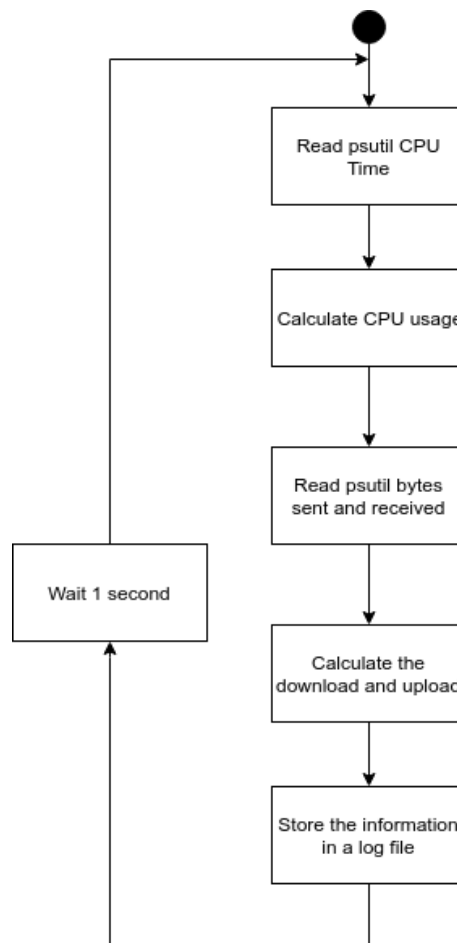 Read psutil CPU
Time
Calculate CPU usage
Read psutil bytes
sent and received
Wait 1 second
Calculate the
download and upload
Store the information
in a log file